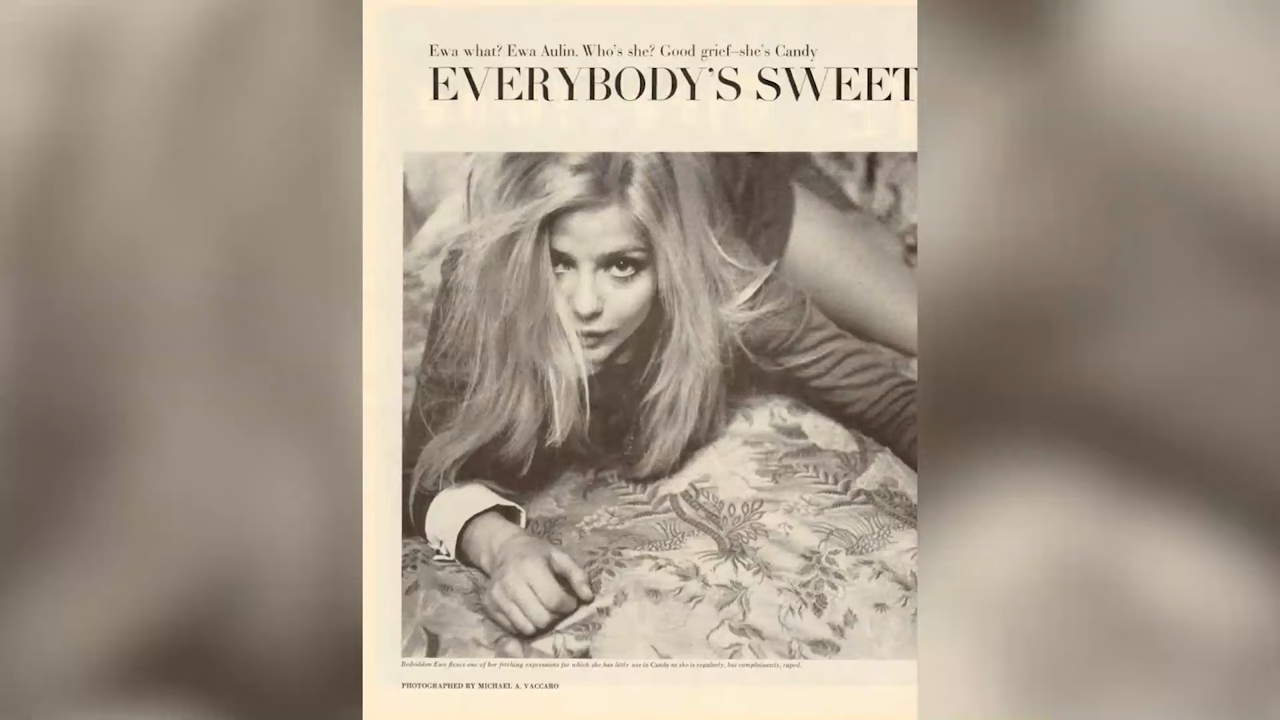 Ewa what? Ewa Aulin. Who's she? Good grief–she's Candy
EVERYBODY'S SWEET
Bedridden Ewa flexes one of her fetching expressions for which she has little use in Candy as she is regularly, but complaisantly, raped.
PHOTOGRAPHED BY MICHAEL A. VACCARO